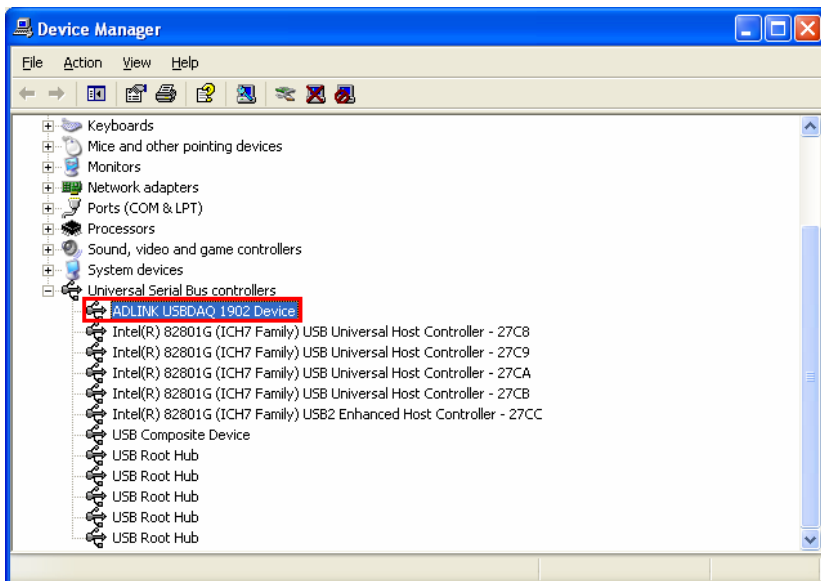 Device Manager
File Action View Help
Keyboards
Mice and other pointing devices
Monitors
Network adapters
Ports (COM & LPT)
Processors
Sound, video and game controllers
System devices
Universal Serial Bus controllers
ADLINK USBDAQ 1902 Device
Intel(R) 82801G (ICH7 Family) USB Universal Host Controller - 27C8
Intel(R) 82801G (ICH7 Family) USB Universal Host Controller - 27C9
Intel(R) 82801G (ICH7 Family) USB Universal Host Controller - 27CA
Intel(R) 82801G (ICH7 Family) USB Universal Host Controller - 27CB
Intel(R) 82801G (ICH7 Family) USB2 Enhanced Host Controller - 27CC
USB Composite Device
USB Root Hub
USB Root Hub
USB Root Hub
USB Root Hub
USB Root Hub